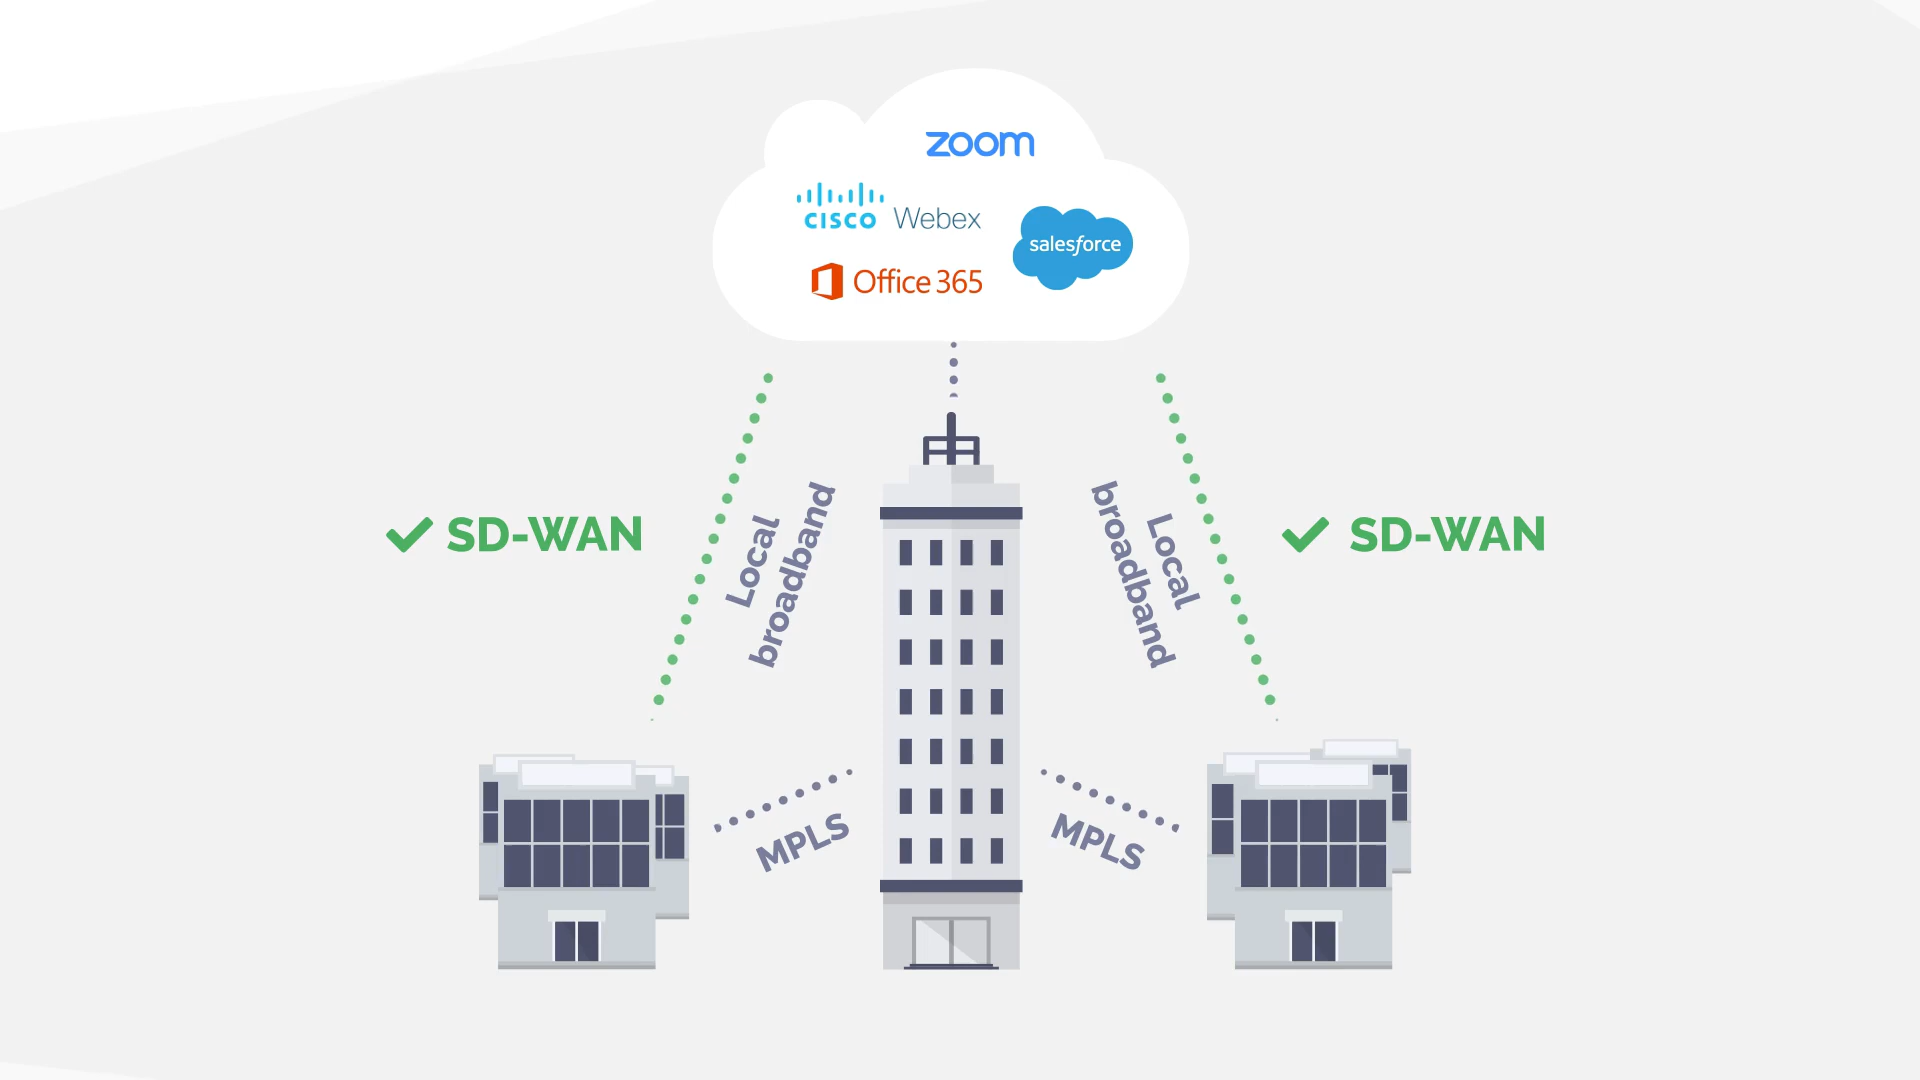 zoom
CISCO Webex
salesforce
Office 365
SD-WAN
Local
broadband
Local
broadband
SD-WAN
MPLS
MPLS